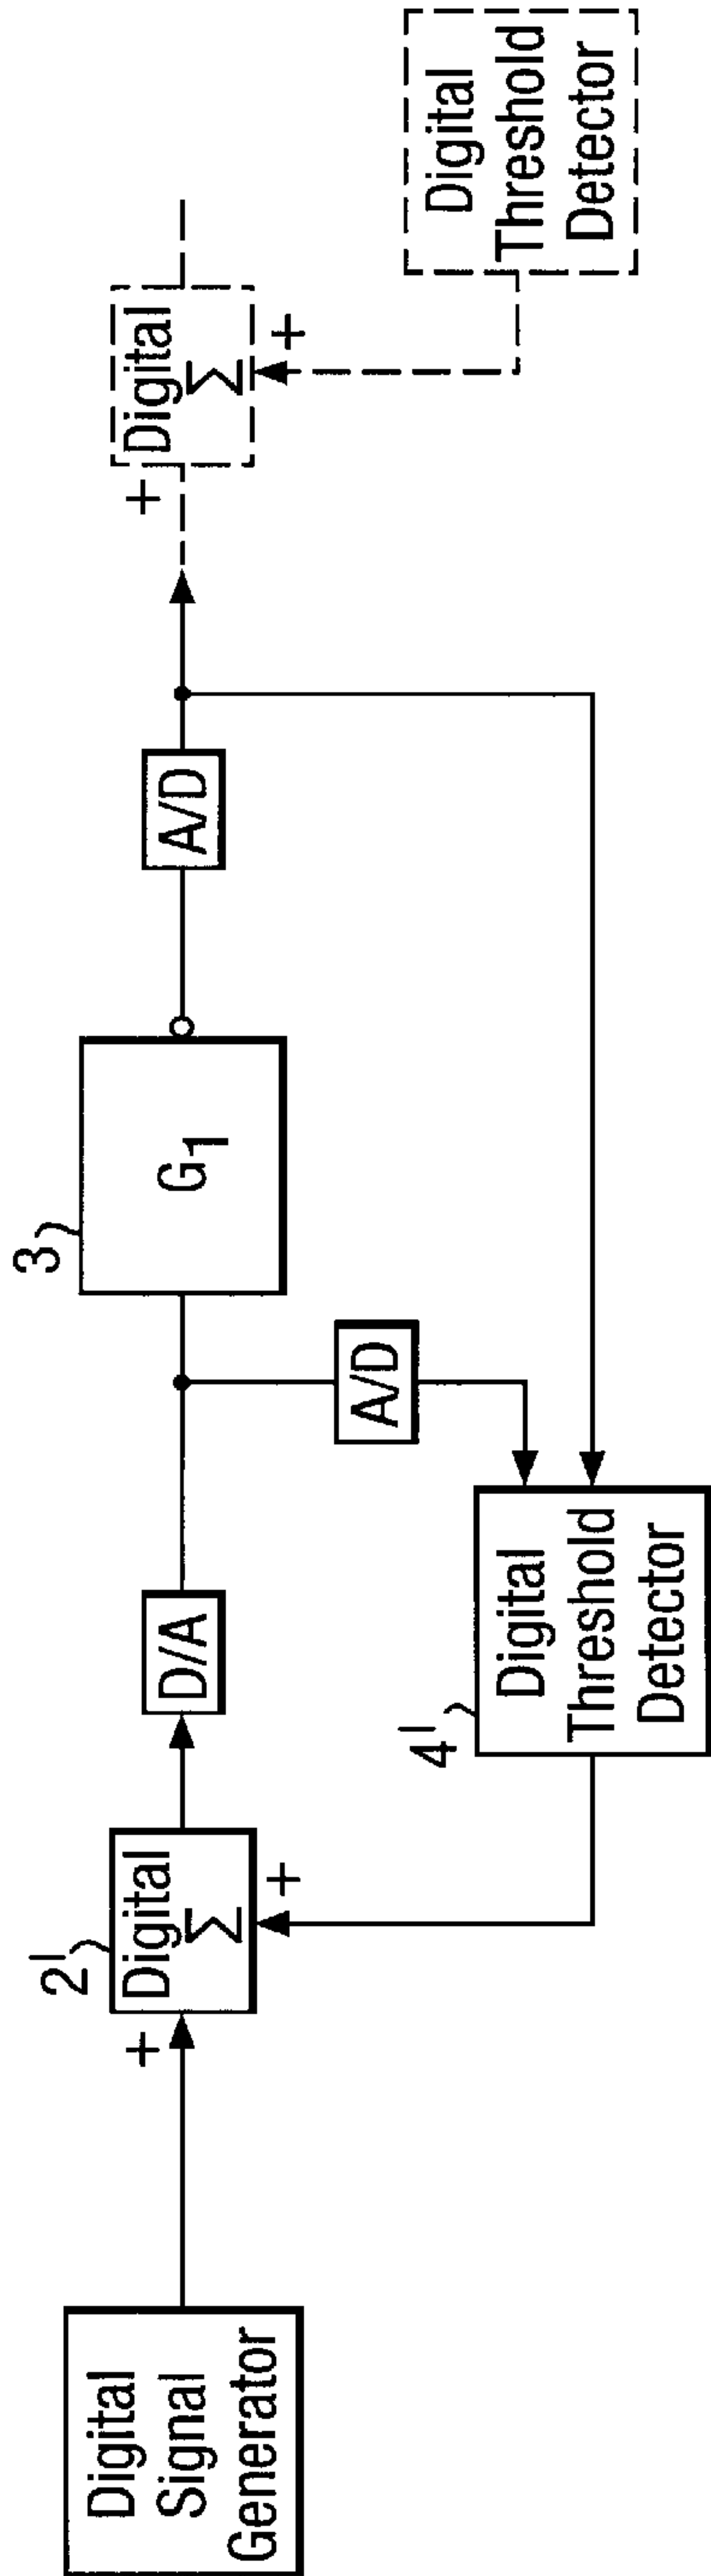 Digital
Signal
Generator
+
2'
Digital
Σ
+
D/A
4'
Digital
Threshold
Detector
A/D
3
G1
A/D
+
Digital
Σ
+
Digital
Threshold
Detector